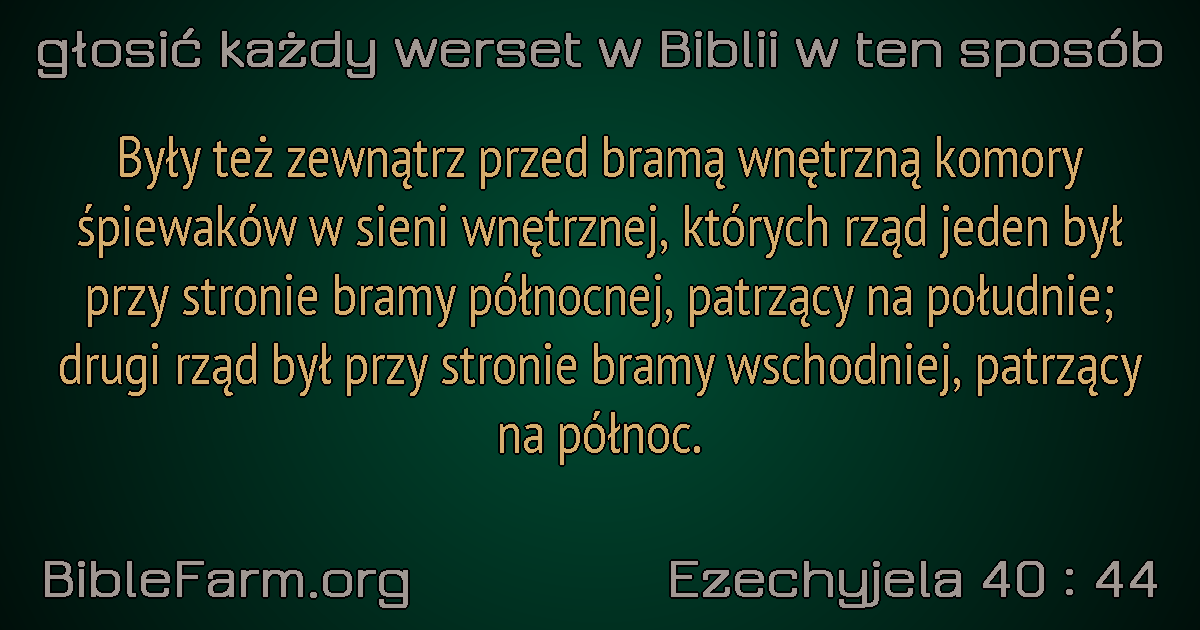 głosić każdy werset w Biblii w ten sposób
Były też zewnątrz przed bramą wnętrzną komory
śpiewaków w sieni wnętrznej, których rząd jeden był
przy stronie bramy północnej, patrzący na południe;
drugi rząd był przy stronie bramy wschodniej, patrzący
na północ.
BibleFarm.org
Ezechyjela 40 : 44